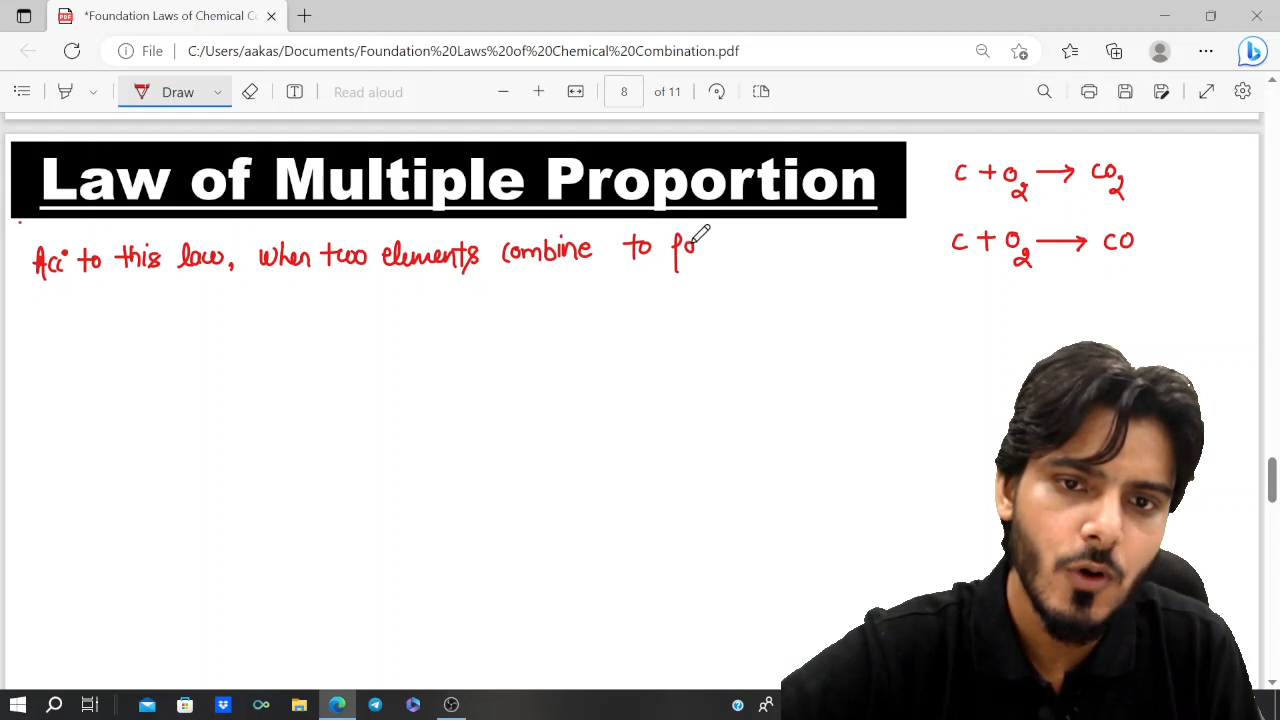 *Foundation Laws of Chemical Co
File
C:/Users/aakas/Documents/Foundation%20Laws%20of%20Chemical%20Combination.pdf
Draw
Read aloud
8 of 11
Law of Multiple Proportion
C + O2 → CO2
Acc° to this law, when two elements combine to fo
C + O2 → CO